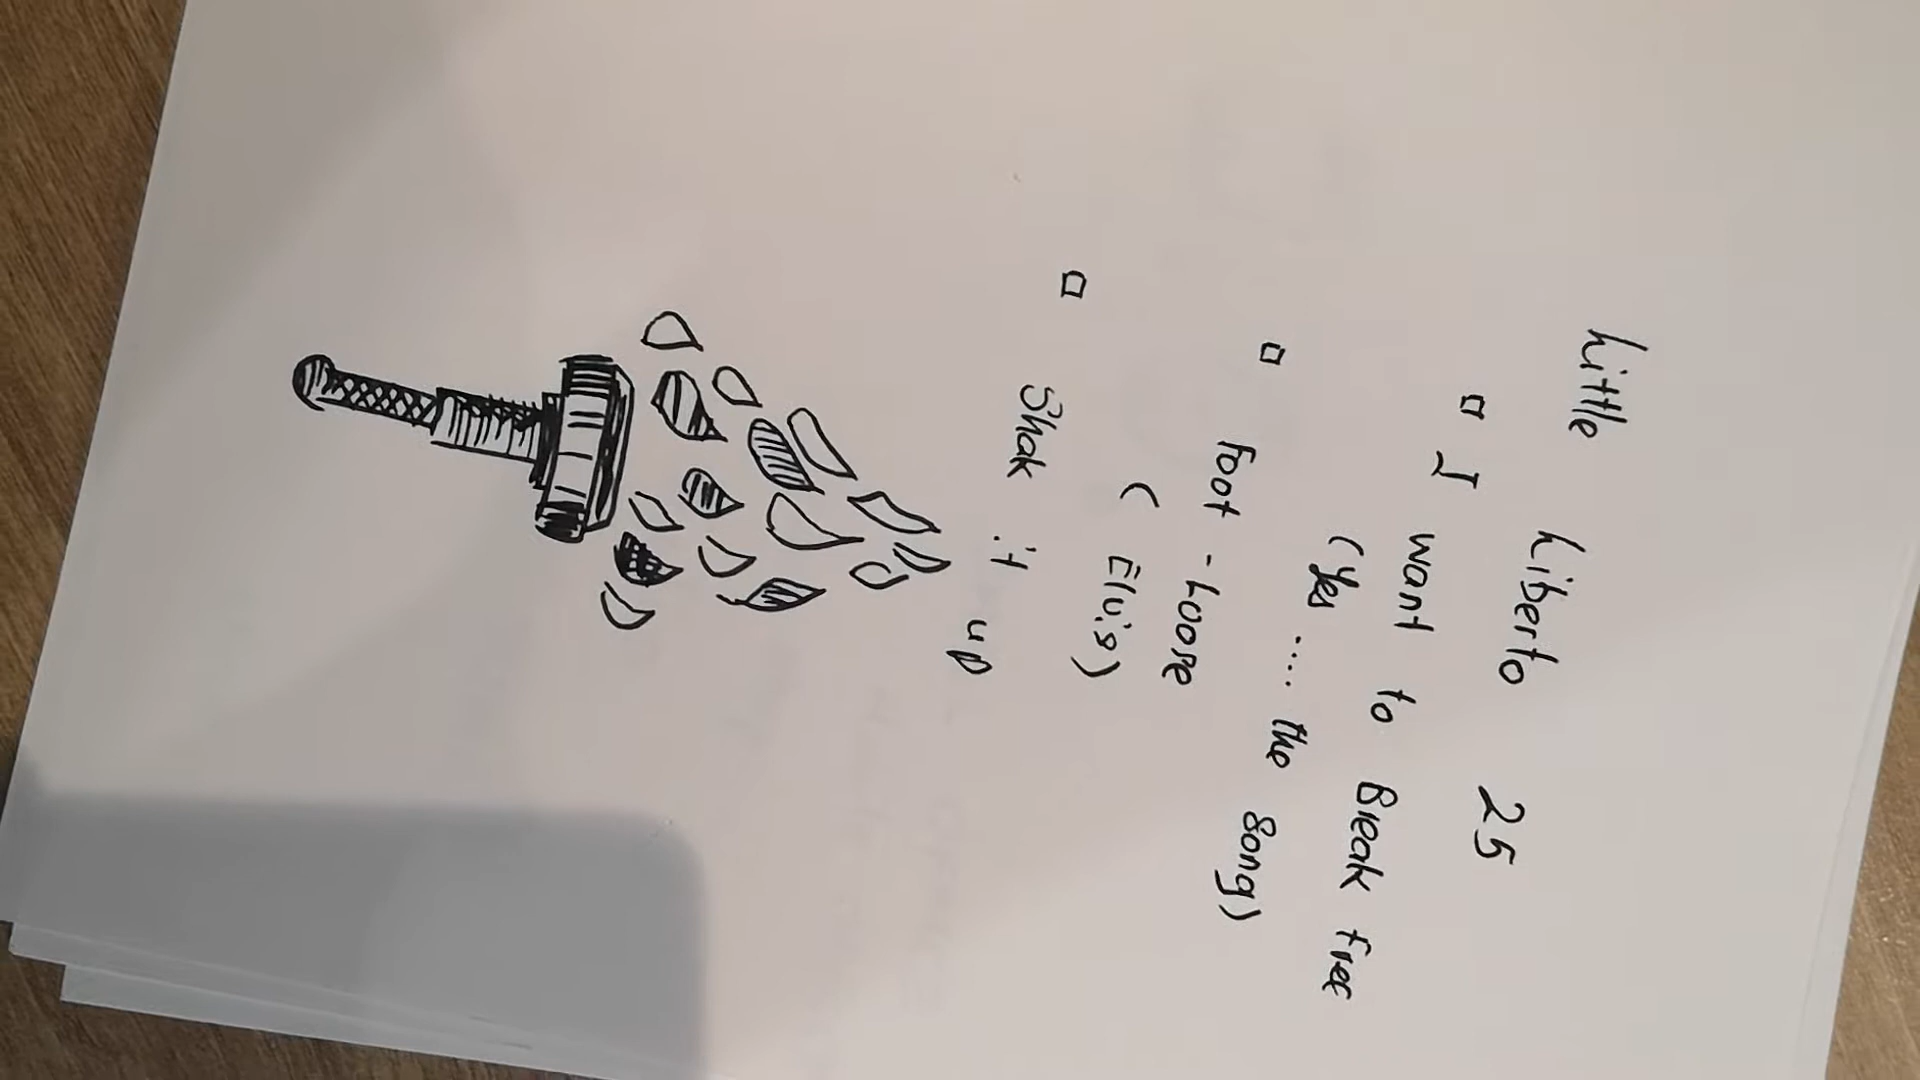 Little Liberto 25
▫ I want to Break free
(Yes ..... the song)
▫ Foot - Loose
( Elvis)
▫ Shak it up